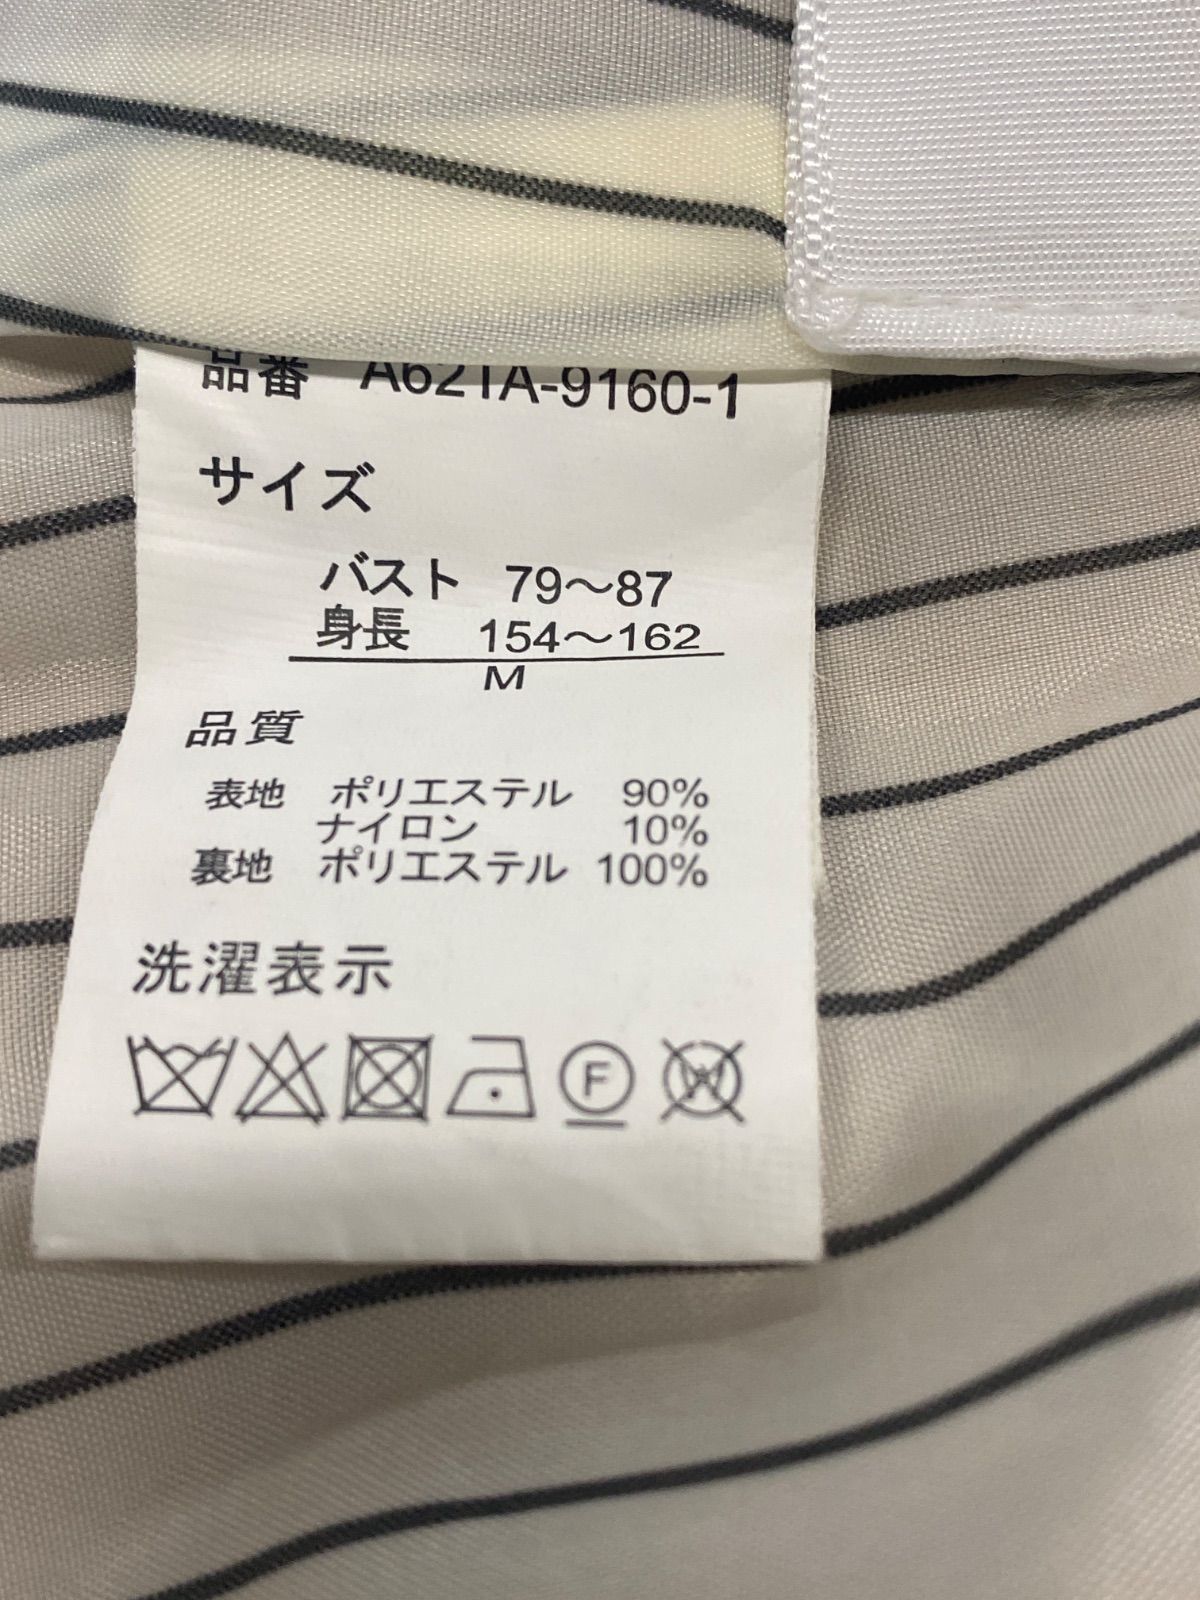 品番 A621A-9160-1
サイズ
バスト 79～87
身長 154～162
M
品質
表地 ポリエステル 90%
ナイロン 10%
裏地 ポリエステル 100%
洗濯表示
F W